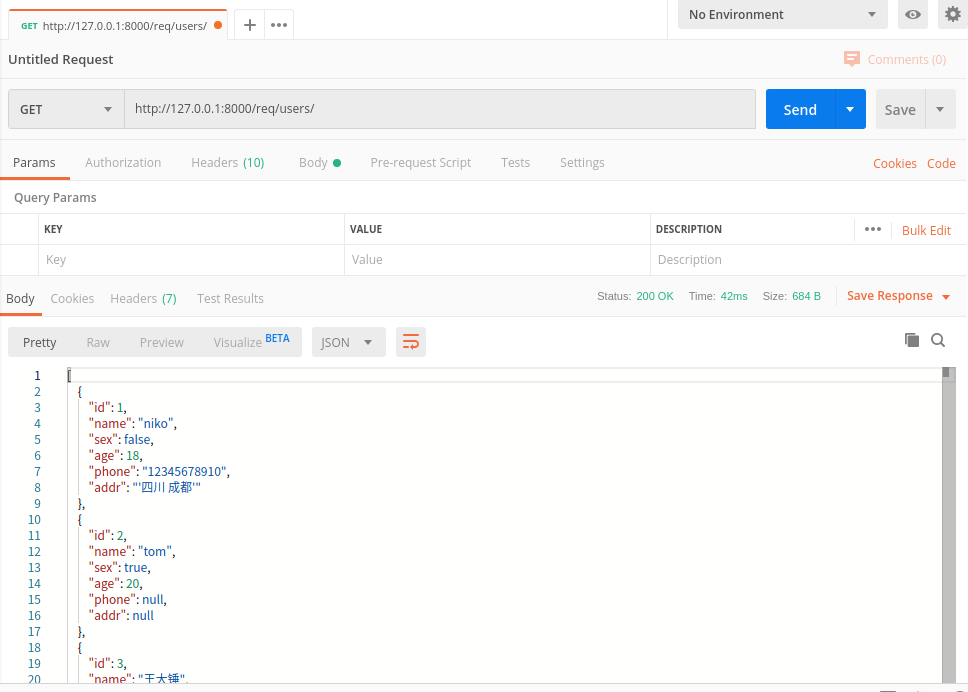 GET http://127.0.0.1:8000/req/users/
No Environment
Untitled Request
Comments (0)
GET http://127.0.0.1:8000/req/users/ Send Save
Params Authorization Headers (10) Body Pre-request Script Tests Settings Cookies Code
Query Params
KEY VALUE DESCRIPTION Bulk Edit
Key Value Description
Body Cookies Headers (7) Test Results Status: 200 OK Time: 42ms Size: 684 B Save Response
Pretty Raw Preview Visualize BETA JSON
1 [
2 {
3 "id": 1,
4 "name": "niko",
5 "sex": false,
6 "age": 18,
7 "phone": "12345678910",
8 "addr": "'四川 成都'"
9 },
10 {
11 "id": 2,
12 "name": "tom",
13 "sex": true,
14 "age": 20,
15 "phone": null,
16 "addr": null
17 },
18 {
19 "id": 3,
20 "name": "王大锤",